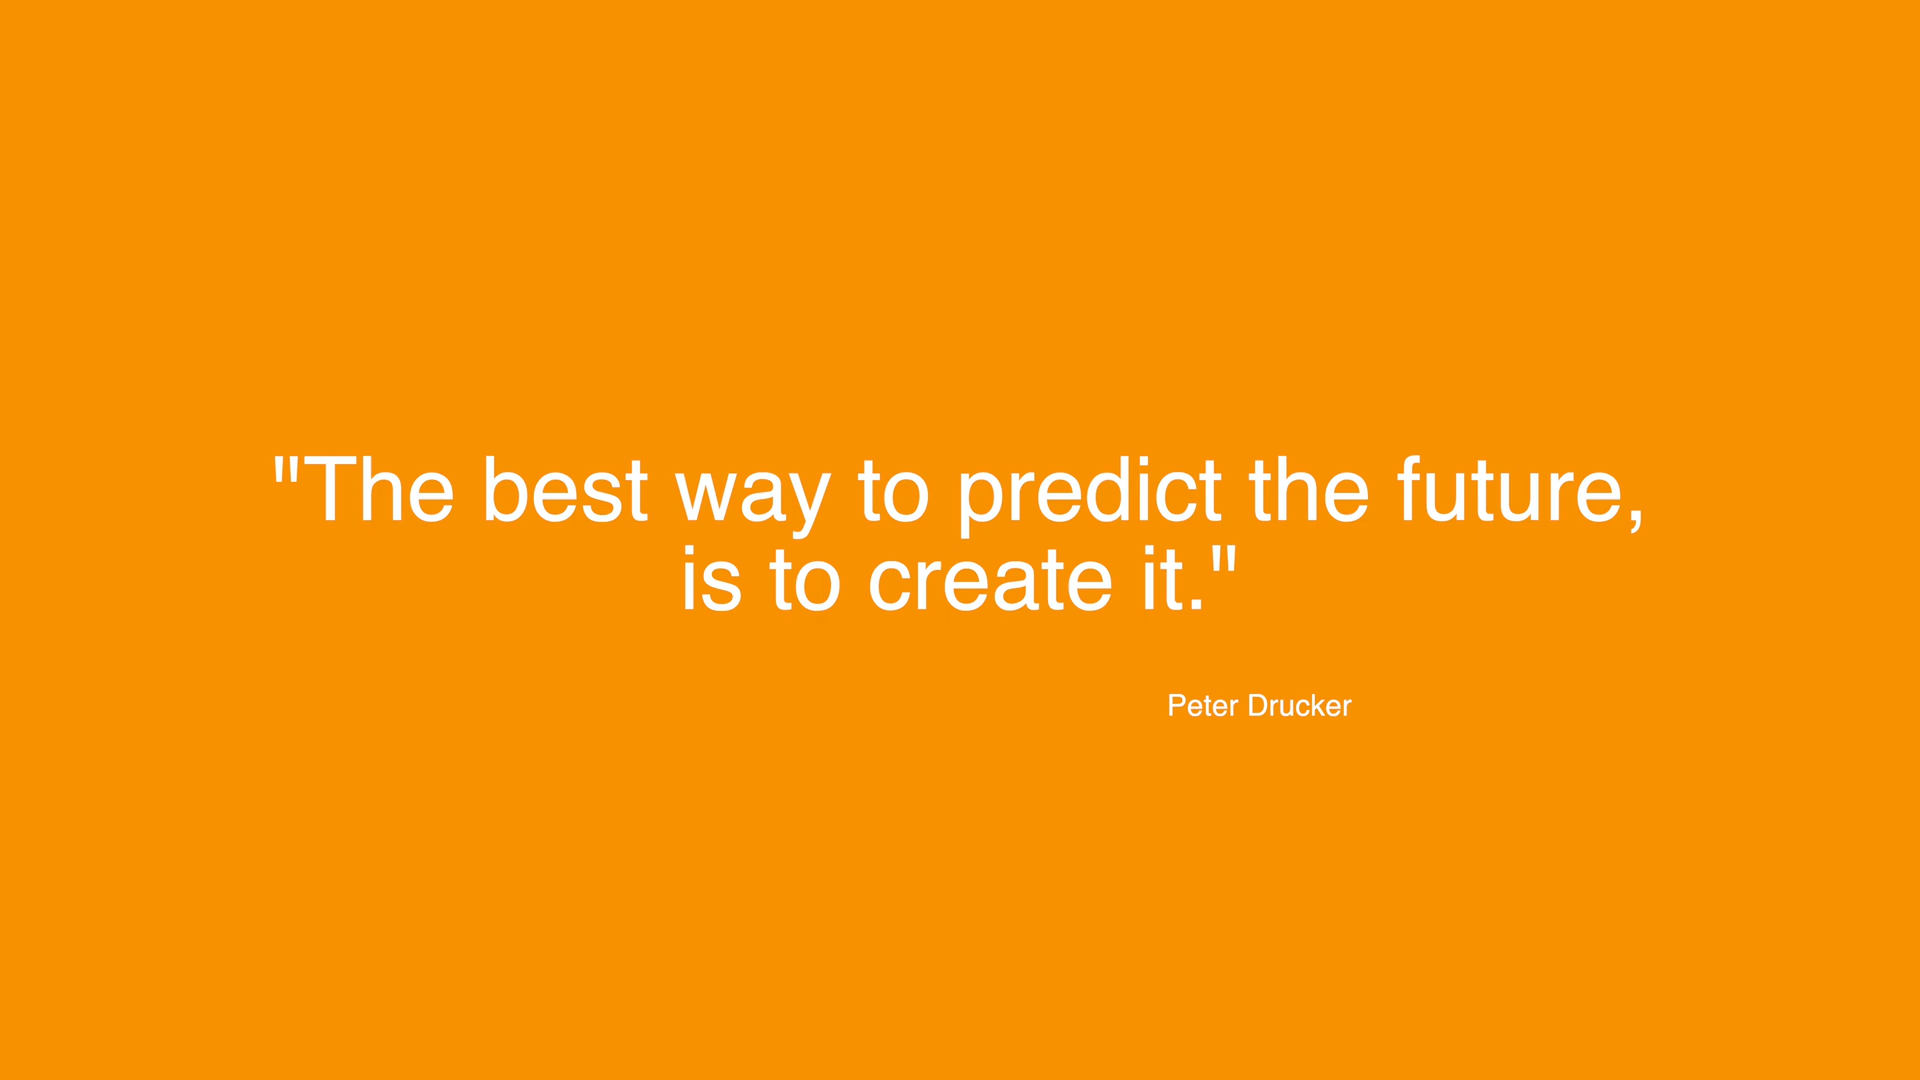 "The best way to predict the future,
is to create it."
Peter Drucker